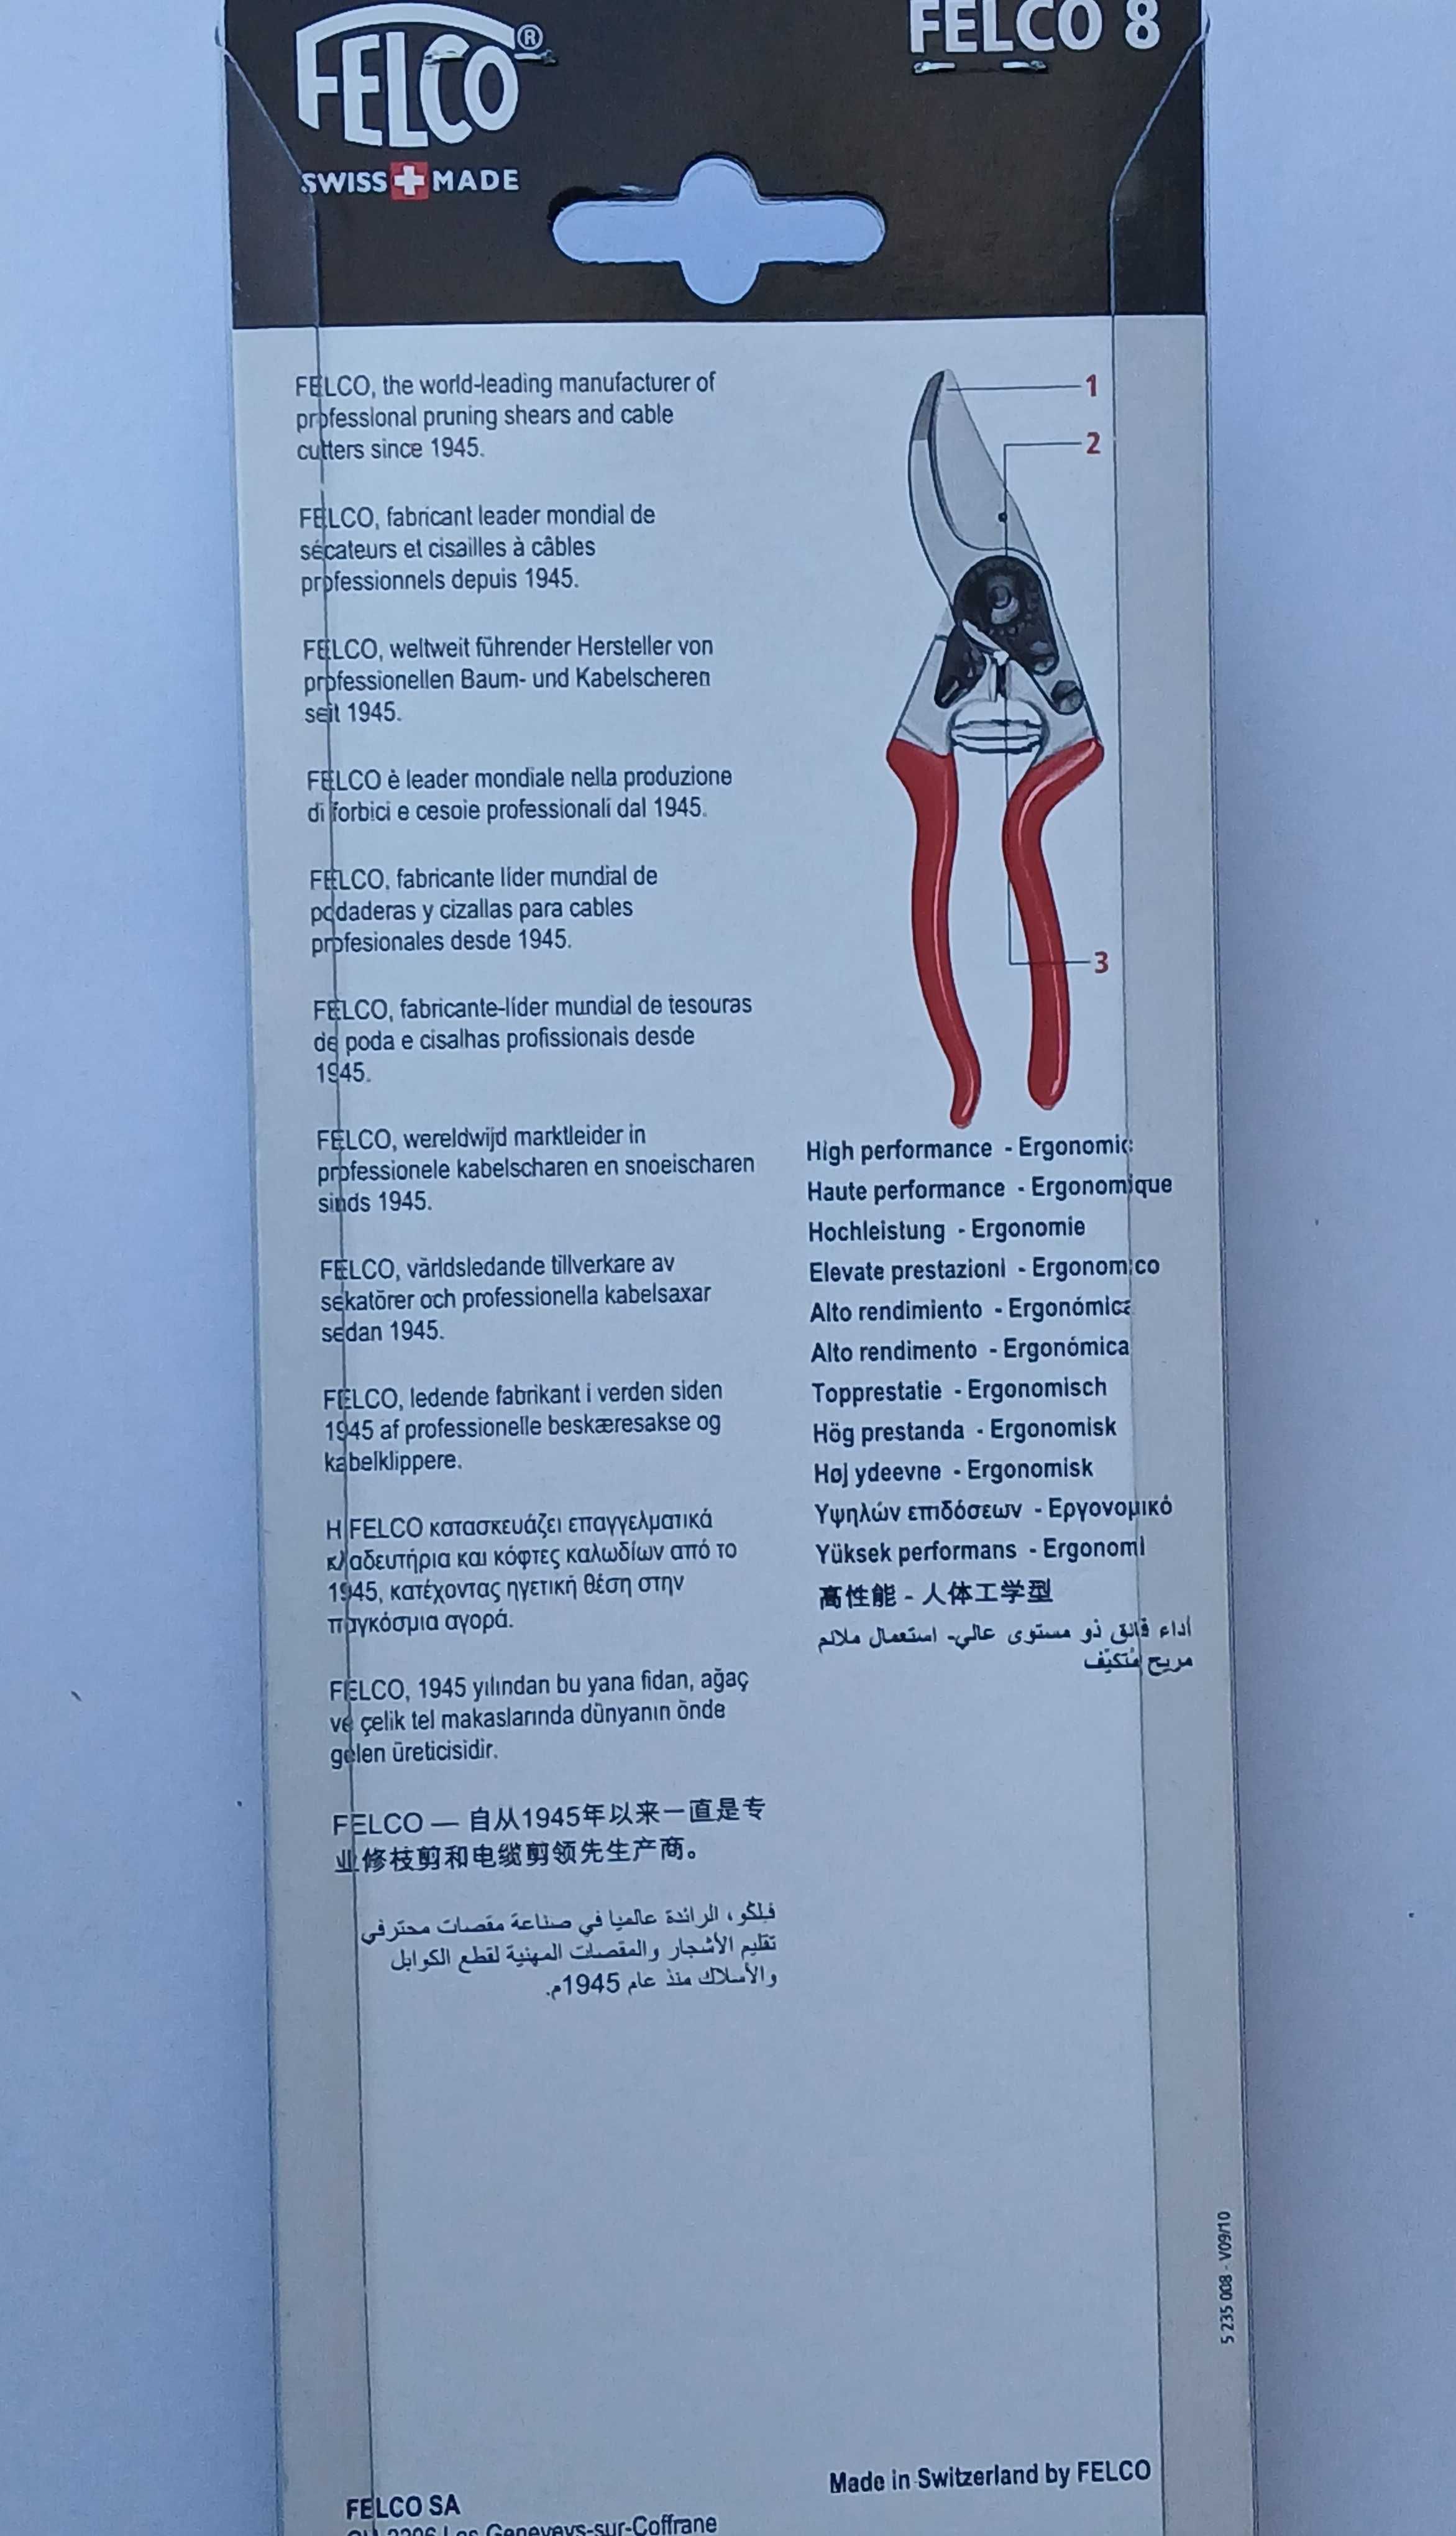 FELCO®
SWISS MADE
FELCO 8
FELCO, the world-leading manufacturer of
professional pruning shears and cable
cutters since 1945.
FELCO, fabricant leader mondial de
sécateurs et cisailles à câbles
professionnels depuis 1945.
FELCO, weltweit führender Hersteller von
professionellen Baum- und Kabelscheren
seit 1945.
FELCO è leader mondiale nella produzione
di forbici e cesoie professionali dal 1945.
FELCO, fabricante líder mundial de
podaderas y cizallas para cables
profesionales desde 1945.
FELCO, fabricante-líder mundial de tesouras
de poda e cisalhas profissionais desde
1945.
FELCO, wereldwijd marktleider in
professionele kabelscharen en snoeischaren
sinds 1945.
FELCO, världsledande tillverkare av
sekatörer och professionella kabelsaxar
sedan 1945.
FELCO, ledende fabrikant i verden siden
1945 af professionelle beskæresakse og
kabelklippere.
Η FELCO κατασκευάζει επαγγελματικά
κλαδευτήρια και κόφτες καλωδίων από το
1945, κατέχοντας ηγετική θέση στην
παγκόσμια αγορά.
FELCO, 1945 yılından bu yana fidan, ağaç
ve çelik tel makaslarında dünyanın önde
gelen üreticisidir.
FELCO — 自从1945年以来一直是专
业修枝剪和电缆剪领先生产商。
فلكو، الرائدة عالميا في صناعة مقصات محترفي
تقليم الأشجار والمقصات المهنية لقطع الكوابل
والأسلاك منذ عام 1945م.
1
2
3
High performance - Ergonomic
Haute performance - Ergonomique
Hochleistung - Ergonomie
Elevate prestazioni - Ergonomico
Alto rendimiento - Ergonómica
Alto rendimento - Ergonómica
Topprestatie - Ergonomisch
Hög prestanda - Ergonomisk
Høj ydeevne - Ergonomisk
Υψηλών επιδόσεων - Εργονομικό
Yüksek performans - Ergonomi
高性能 - 人体工学型
أداء فائق ذو مستوى عالي- استعمال ملائم
مريح مُتكيّف
5 235 008 - V09/10
Made in Switzerland by FELCO
FELCO SA
CH 2206 Les Geneveys-sur-Coffrane